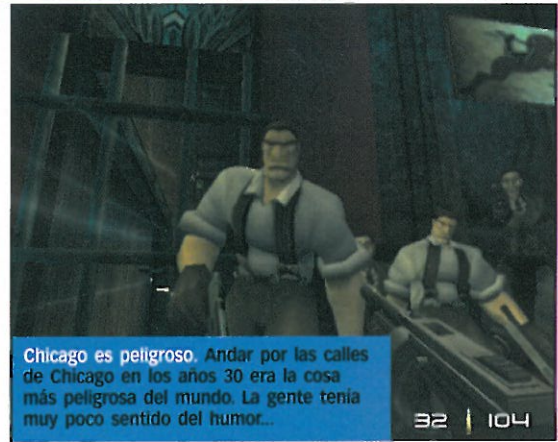 Chicago es peligroso. Andar por las calles
de Chicago en los años 30 era la cosa
más peligrosa del mundo. La gente tenía
muy poco sentido del humor...
32 104